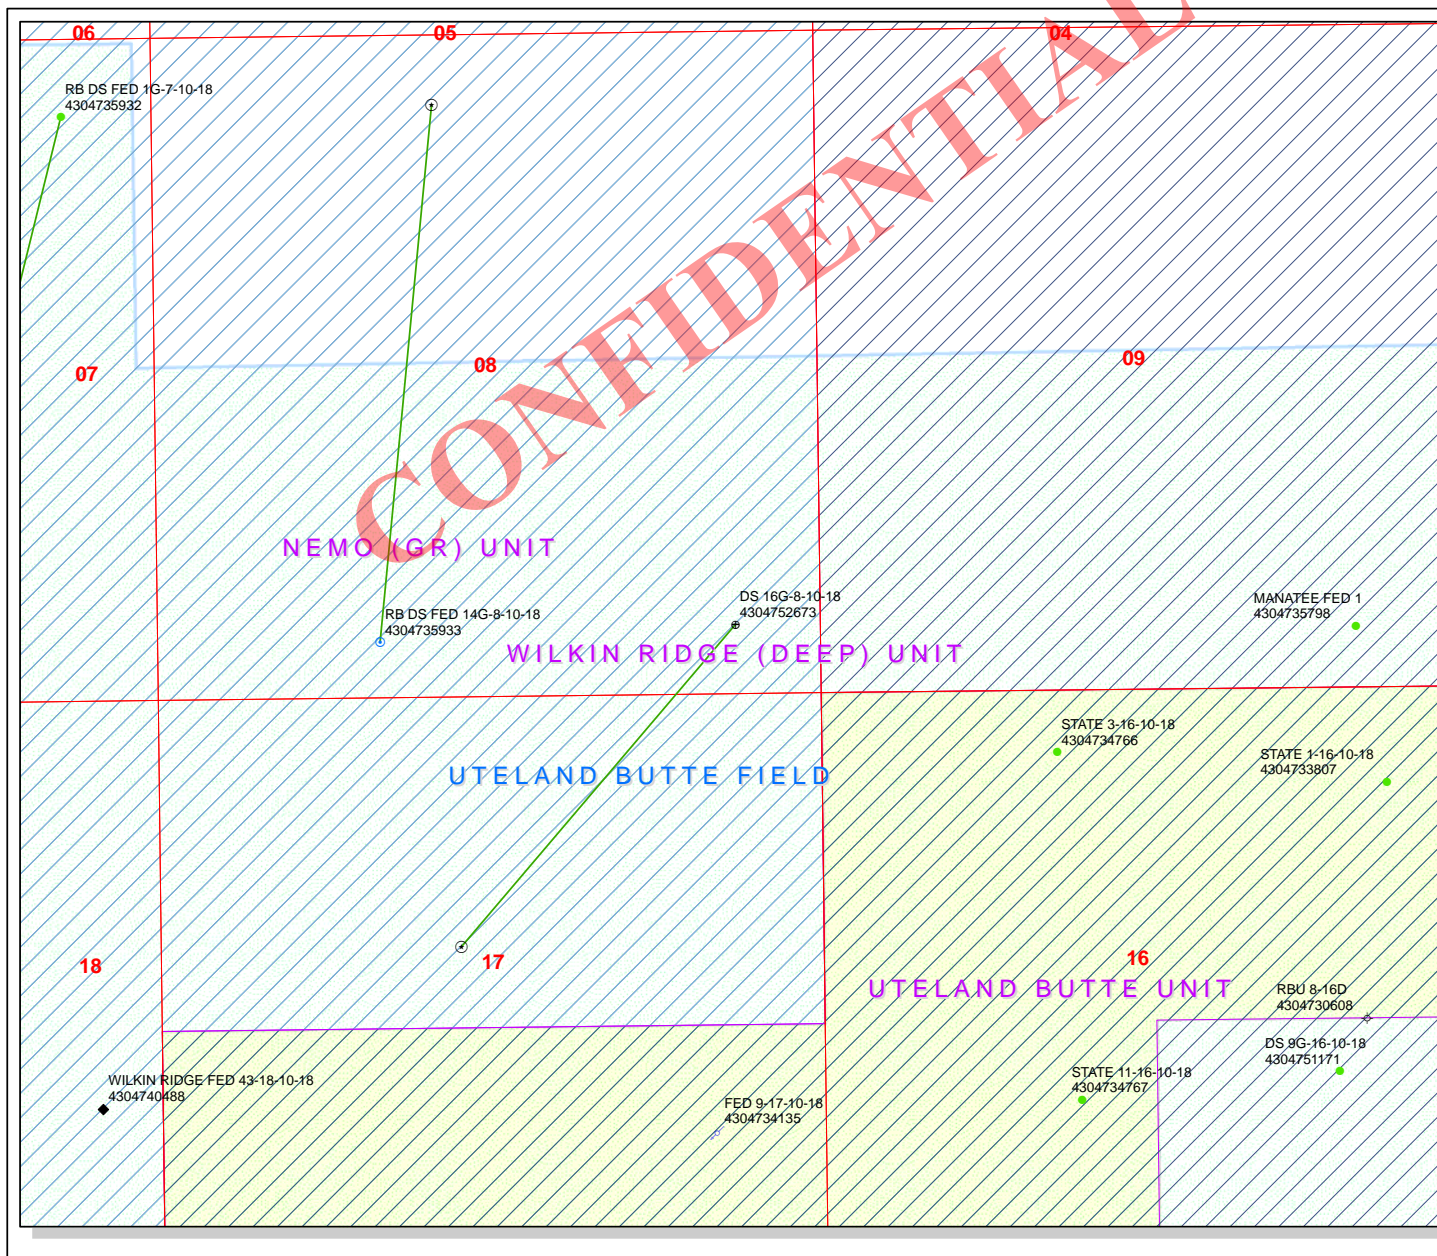 06
05
04
RB DS FED 1G-7-10-18
4304735932
CONFIDENTIAL
07
08
09
NEMO (GR) UNIT
RB DS FED 14G-8-10-18
4304735933
DS 16G-8-10-18
4304752673
MANATEE FED 1
4304735798
WILKIN RIDGE (DEEP) UNIT
STATE 3-16-10-18
4304734766
STATE 1-16-10-18
4304733807
UTELAND BUTTE FIELD
18
17
16
UTELAND BUTTE UNIT
RBU 8-16D
4304730608
DS 9G-16-10-18
4304751171
WILKIN RIDGE FED 43-18-10-18
4304740488
STATE 11-16-10-18
4304734767
FED 9-17-10-18
4304734135